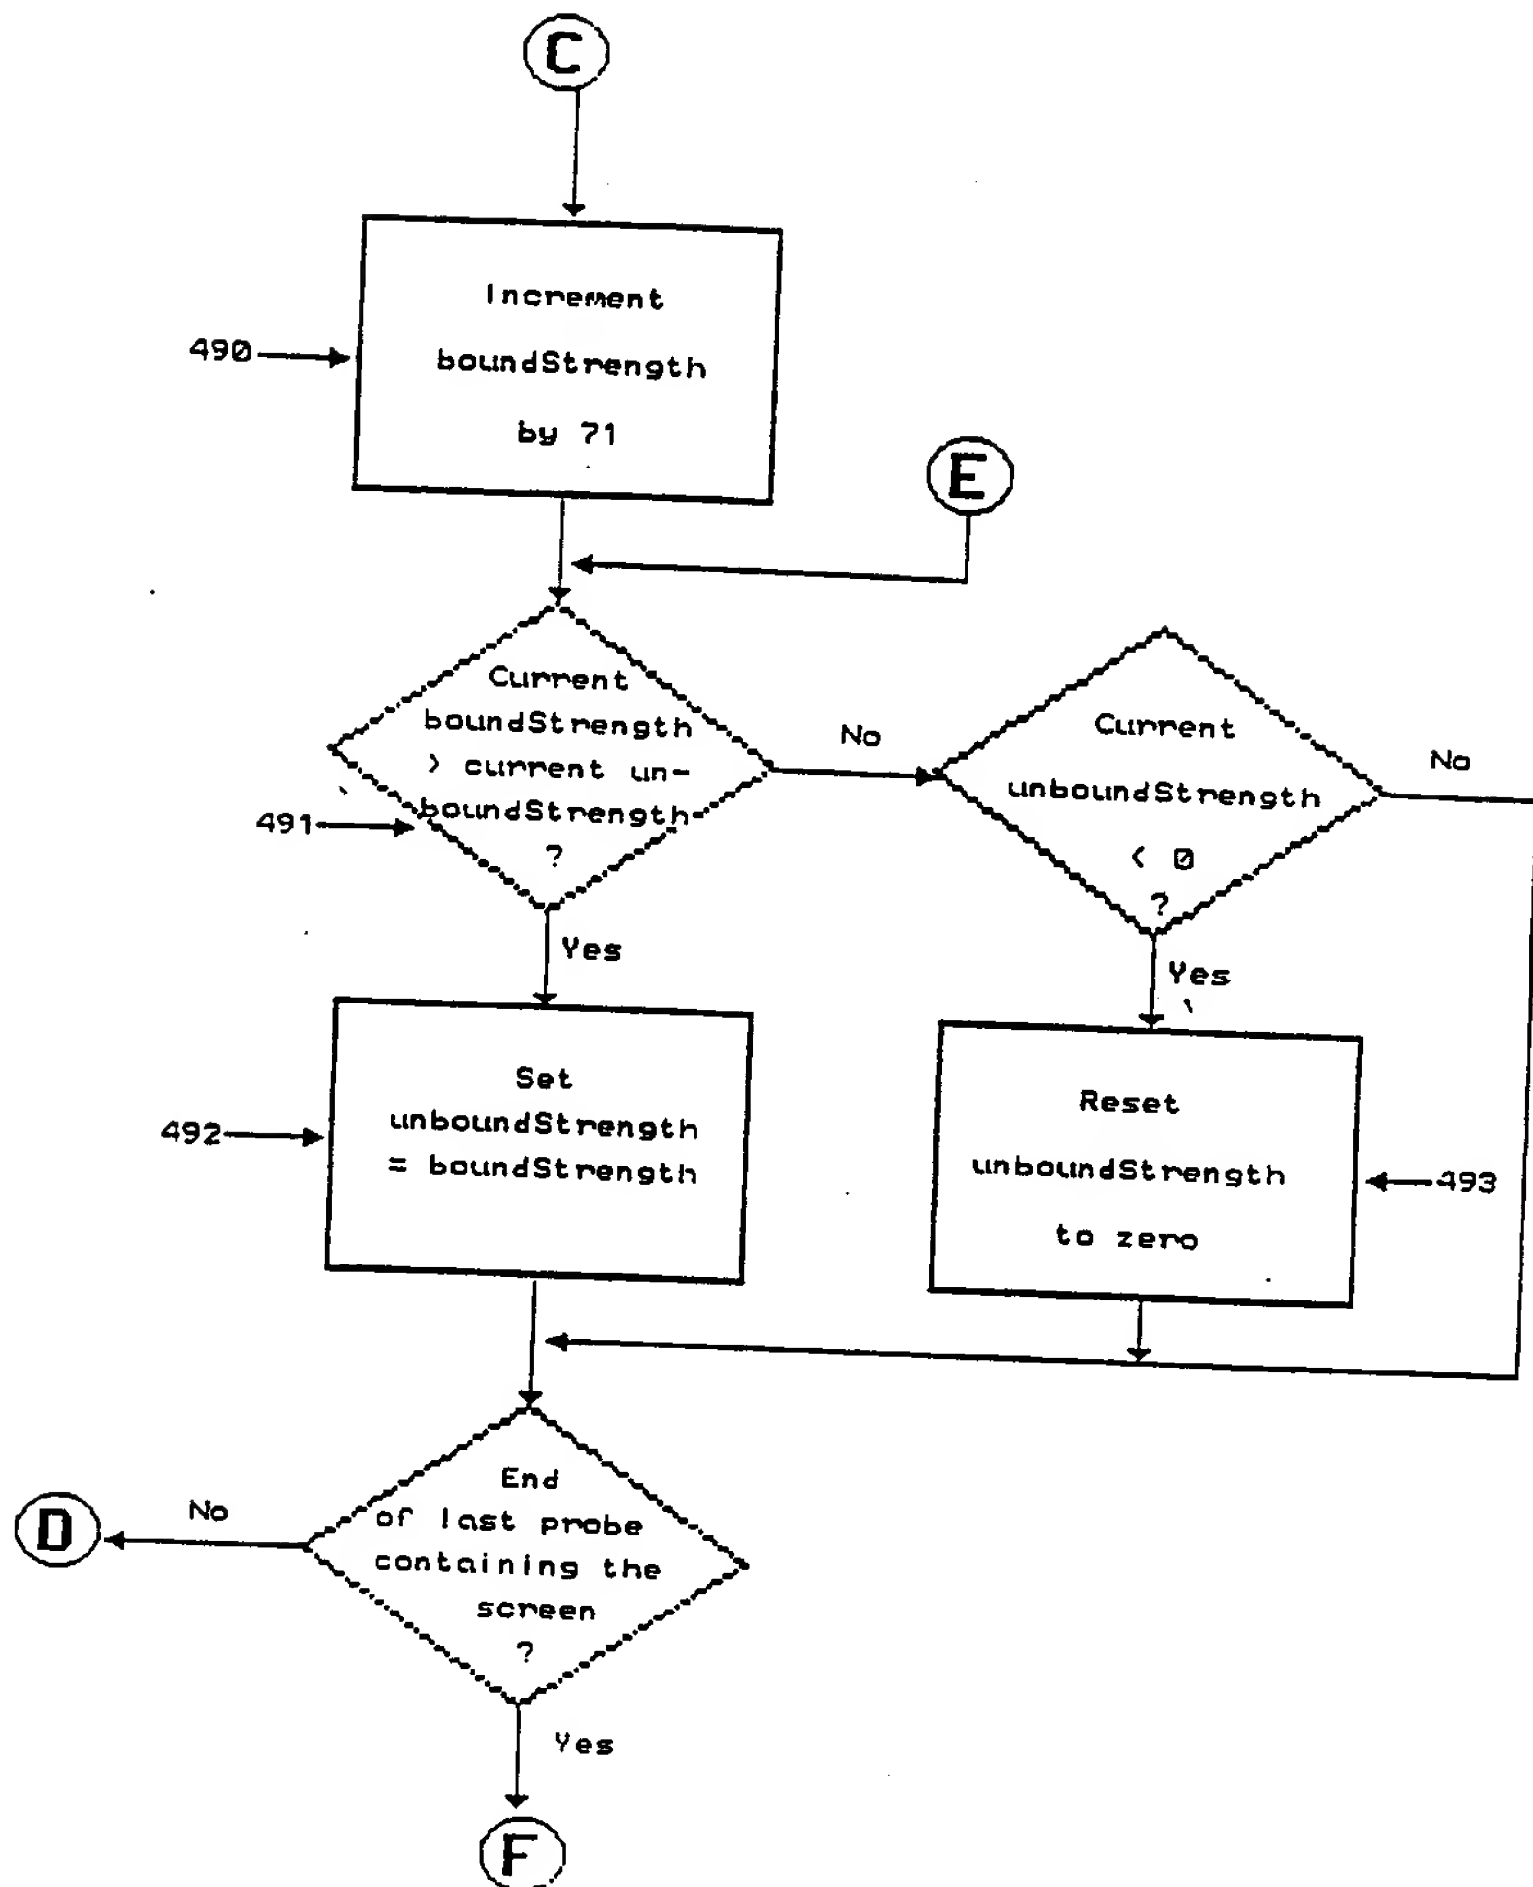 C
Increment
490
boundStrength
by 71
E
Current
boundStrength
> current un-
boundStrength
?
491
No
Current
unboundStrength
< 0
?
No
Yes
Yes
Set
unboundStrength
= boundStrength
492
Reset
unboundStrength
to zero
493
End
of last probe
containing the
screen
?
No
D
Yes
F